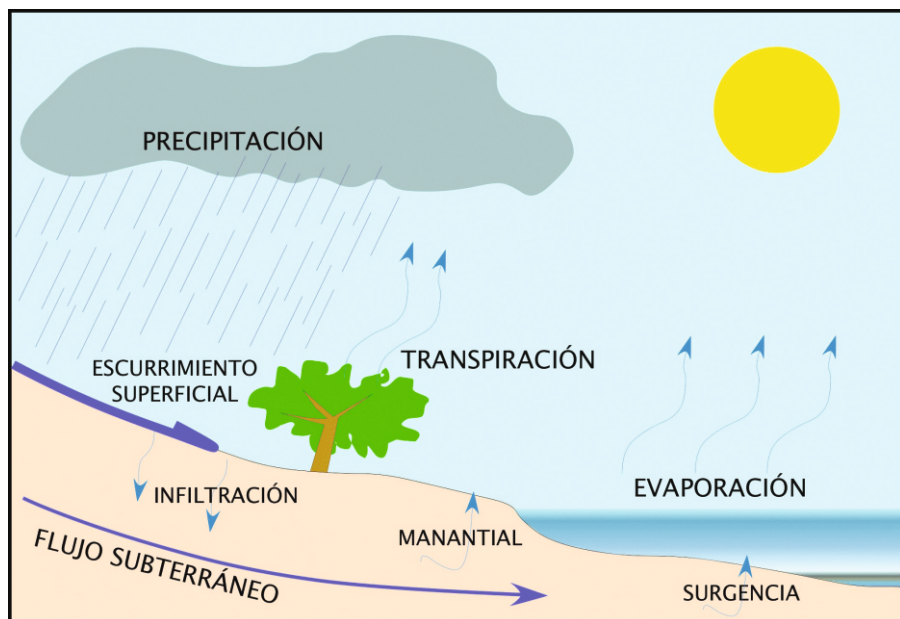 PRECIPITACIÓN
ESCURRIMIENTO
SUPERFICIAL
TRANSPIRACIÓN
INFILTRACIÓN
EVAPORACIÓN
MANANTIAL
FLUJO SUBTERRÁNEO
SURGENCIA